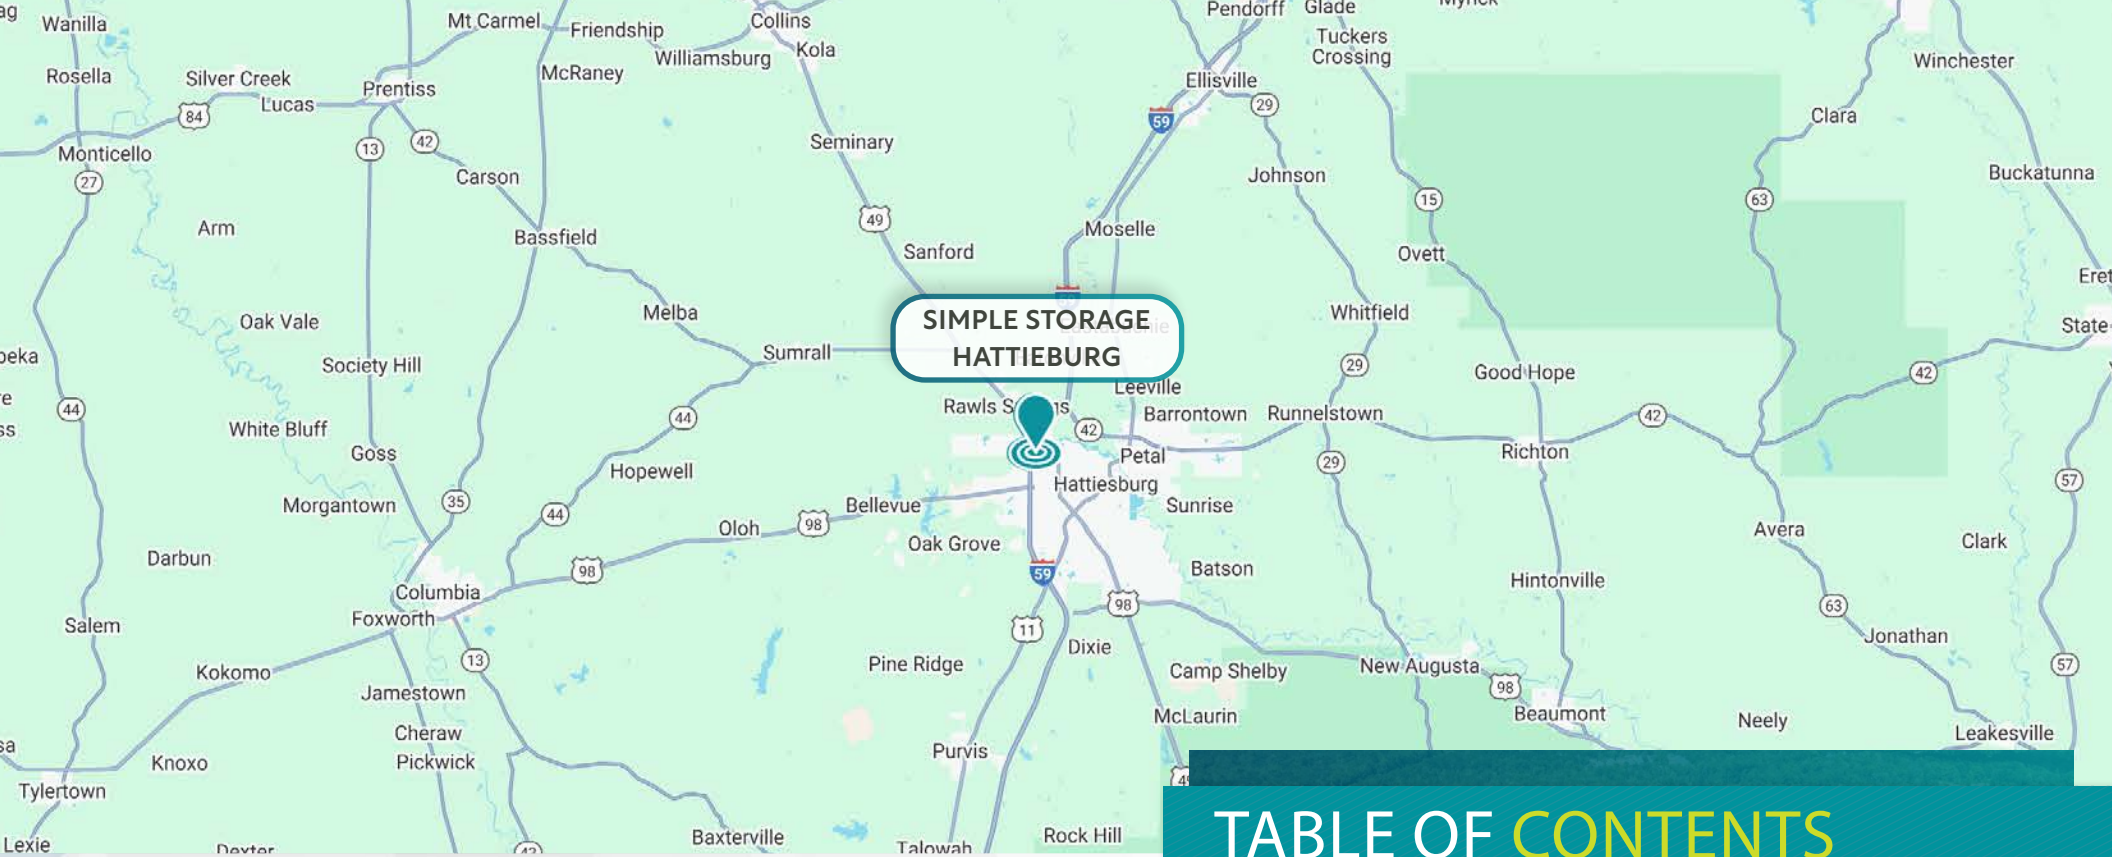 Wanilla
Mt Carmel
Friendship
Collins
Kola
Williamsburg
McRaney
Pendorff
Glade
Tuckers
Crossing
Winchester
Rosella
Silver Creek
Lucas
Prentiss
84
Ellisville
29
59
Clara
Monticello
27
13
42
Carson
Seminary
Johnson
Buckatunna
15
63
Arm
Bassfield
49
Sanford
Moselle
Ovett
Oak Vale
Melba
SIMPLE STORAGE
HATTIEBURG
Whitfield
State
Society Hill
Sumrall
29
Good Hope
42
Leeville
44
White Bluff
44
Rawls
42
Barrontown
Runnelstown
42
Goss
Hopewell
Petal
29
Richton
57
Morgantown
35
44
Oloh
98
Bellevue
Hattiesburg
Sunrise
Avera
Clark
Darbun
98
Oak Grove
59
Batson
Hintonville
Columbia
Foxworth
98
63
Salem
11
Dixie
Jonathan
Kokomo
13
Pine Ridge
Camp Shelby
New Augusta
98
57
Jamestown
McLaurin
Beaumont
Neely
Leakesville
Cheraw
Pickwick
Knoxo
Purvis
Tylertown
Lexie
Dexter
Baxterville
Talowah
Rock Hill
TABLE OF CONTENTS